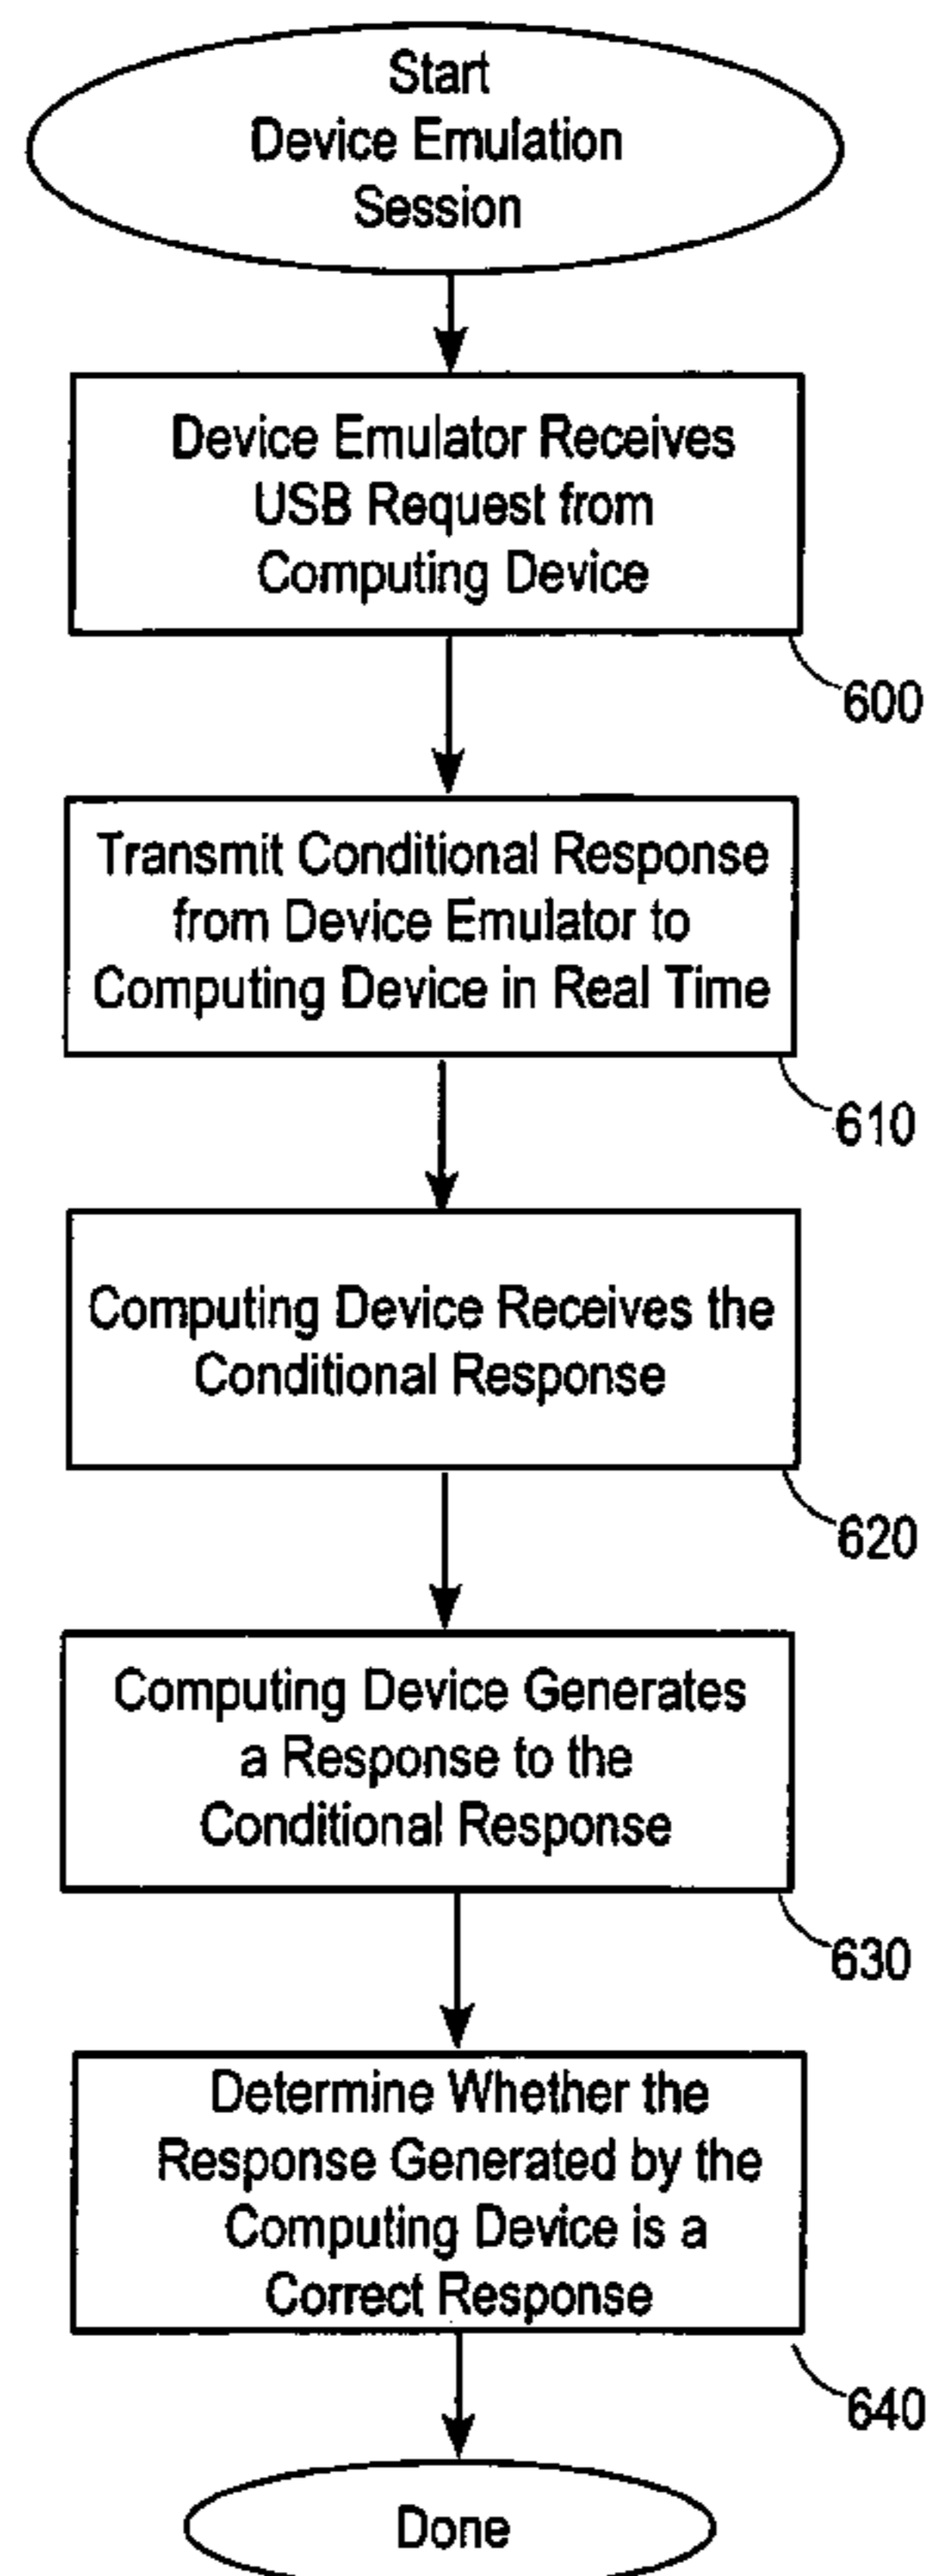 Start
Device Emulation
Session
Device Emulator Receives
USB Request from
Computing Device
600
Transmit Conditional Response
from Device Emulator to
Computing Device in Real Time
610
Computing Device Receives the
Conditional Response
620
Computing Device Generates
a Response to the
Conditional Response
630
Determine Whether the
Response Generated by the
Computing Device is a
Correct Response
640
Done